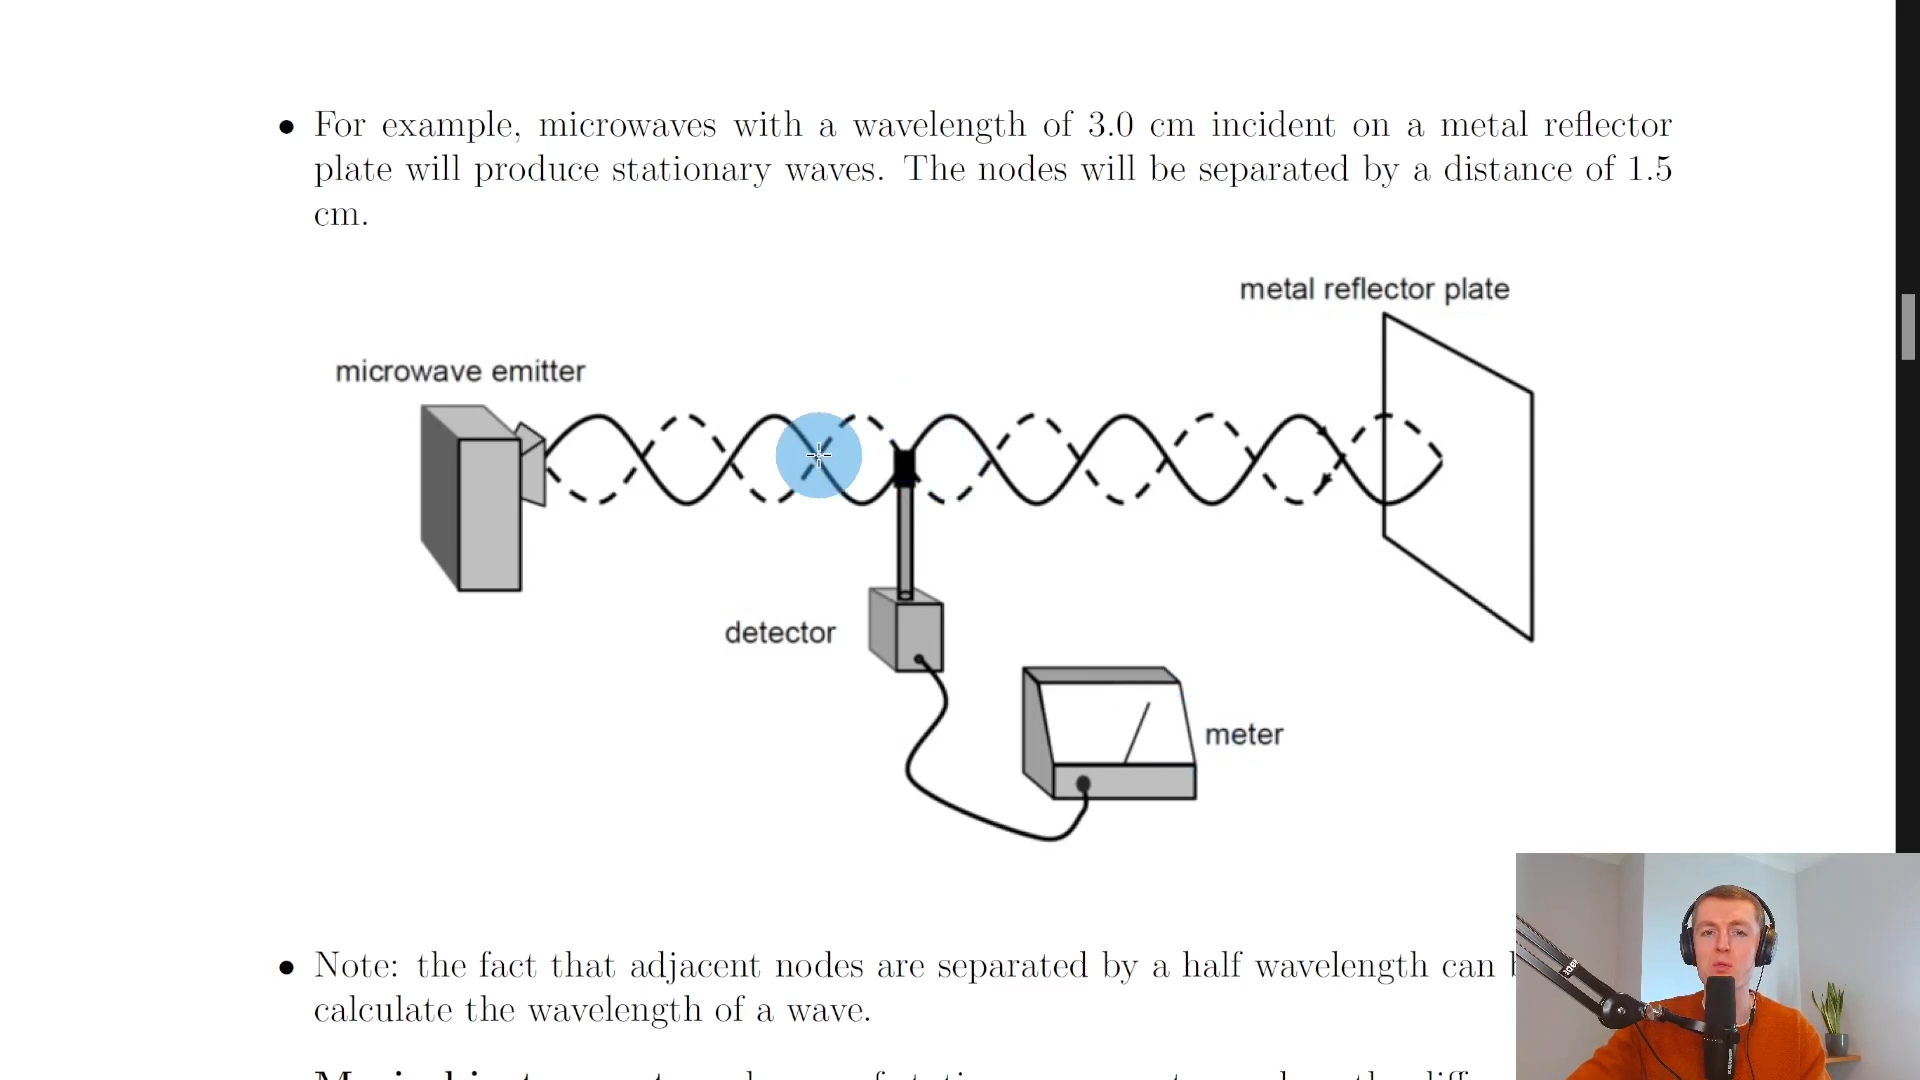 • For example, microwaves with a wavelength of 3.0 cm incident on a metal reflector
plate will produce stationary waves. The nodes will be separated by a distance of 1.5
cm.
metal reflector plate
microwave emitter
detector
meter
• Note: the fact that adjacent nodes are separated by a half wavelength can
calculate the wavelength of a wave.